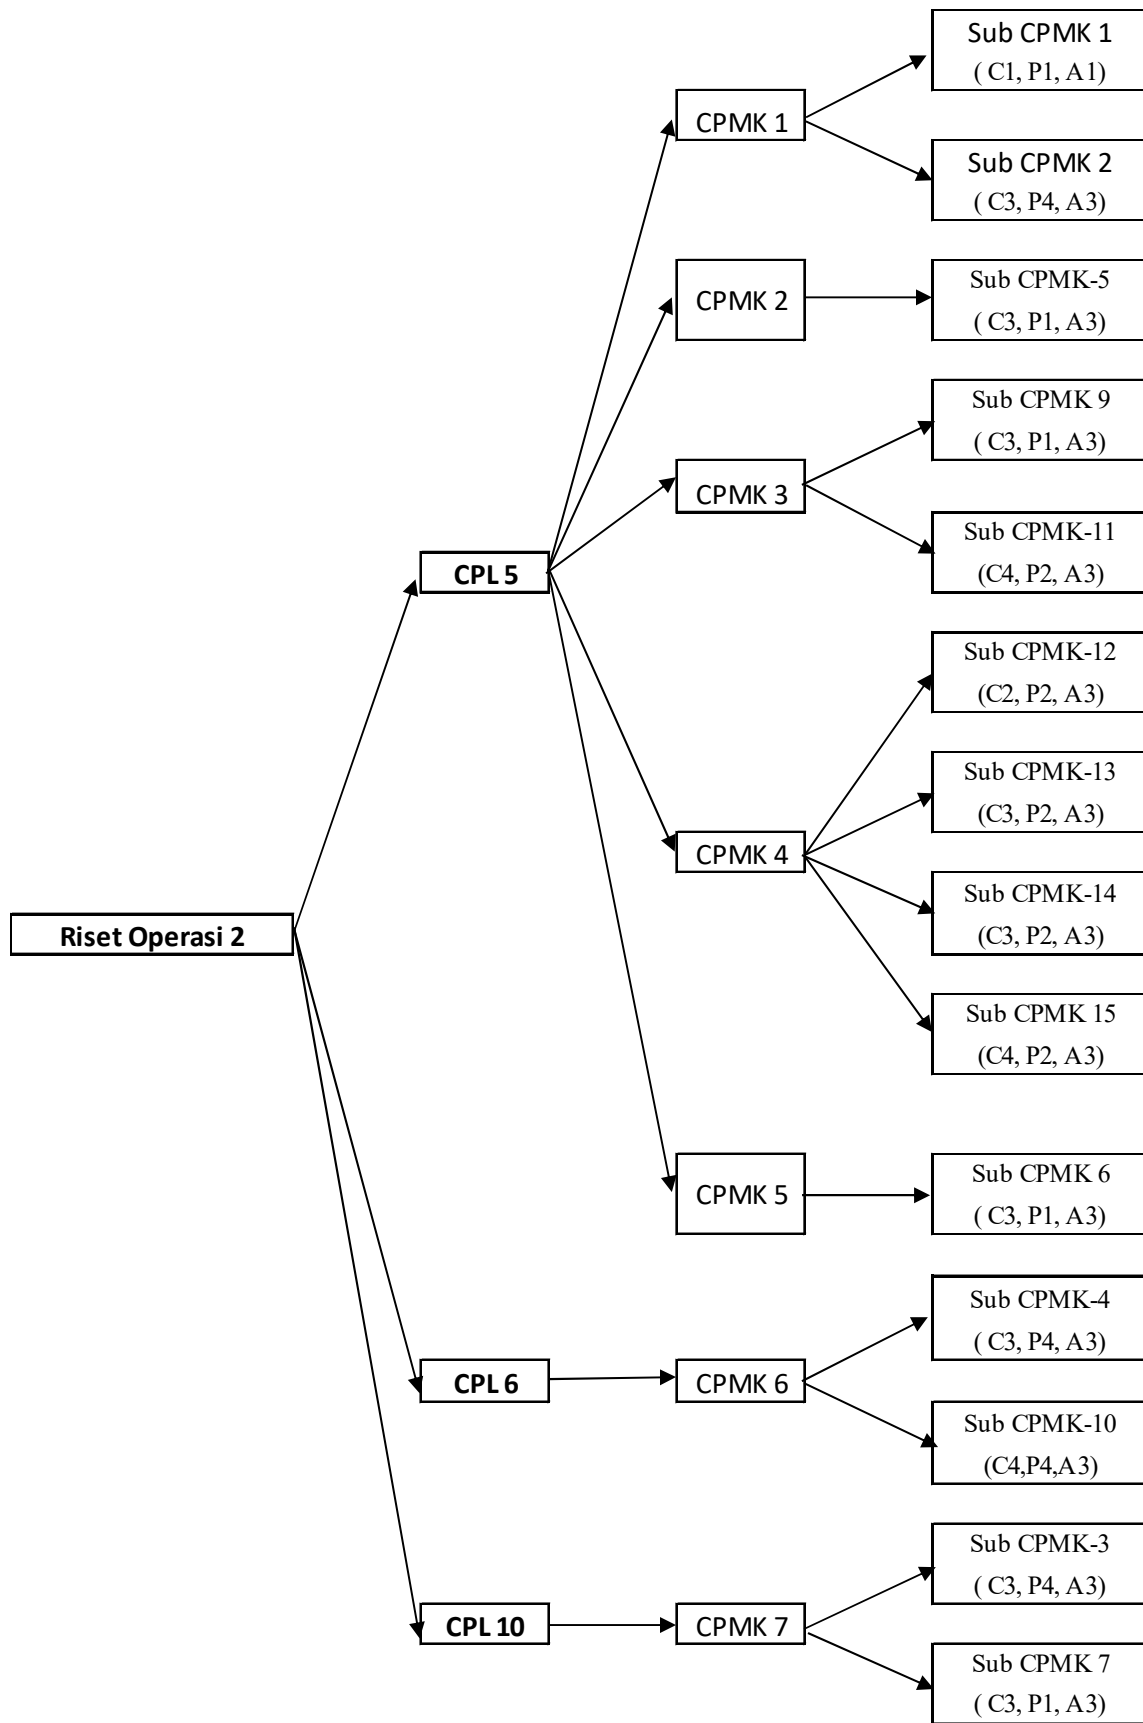 Sub CPMK 1
( C1, P1, A1)
CPMK 1
Sub CPMK 2
( C3, P4, A3)
CPMK 2
Sub CPMK-5
( C3, P1, A3)
Sub CPMK 9
( C3, P1, A3)
CPMK 3
Sub CPMK-11
(C4, P2, A3)
CPL 5
Sub CPMK-12
(C2, P2, A3)
Sub CPMK-13
(C3, P2, A3)
CPMK 4
Sub CPMK-14
(C3, P2, A3)
Riset Operasi 2
Sub CPMK 15
(C4, P2, A3)
CPMK 5
Sub CPMK 6
( C3, P1, A3)
Sub CPMK-4
( C3, P4, A3)
CPL 6
CPMK 6
Sub CPMK-10
(C4,P4,A3)
Sub CPMK-3
( C3, P4, A3)
CPL 10
CPMK 7
Sub CPMK 7
( C3, P1, A3)